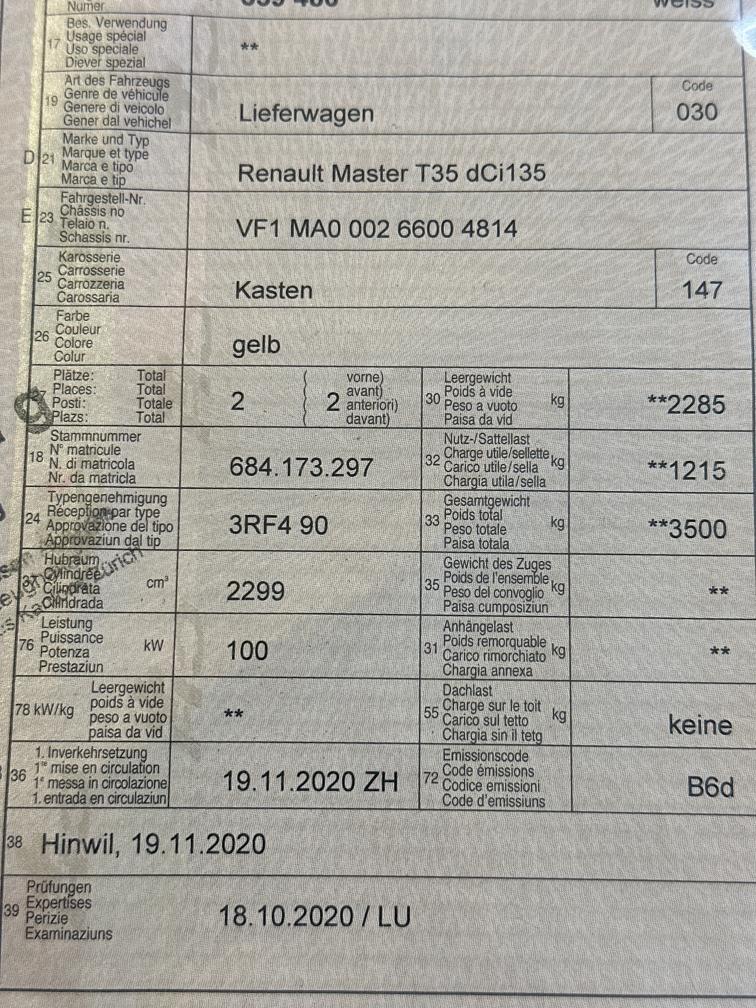 Numer
weiss
17 Bes. Verwendung
Usage spécial
Uso speciale
Diever spezial
**
19 Art des Fahrzeugs
Genre de véhicule
Genere di veicolo
Gener dal vehichel
Lieferwagen
Code
030
D 21 Marke und Typ
Marque et type
Marca e tipo
Marca e tip
Renault Master T35 dCi135
E 23 Fahrgestell-Nr.
Châssis no
Telaio n.
Schassis nr.
VF1 MA0 002 6600 4814
25 Karosserie
Carrosserie
Carrozzeria
Carossaria
Kasten
Code
147
26 Farbe
Couleur
Colore
Colur
gelb
Plätze: Total
Places: Total
Posti: Totale
Plazs: Total
2
( 2 vorne)
avant)
anteriori)
davant)
30 Leergewicht
Poids à vide
Peso a vuoto
Paisa da vid
kg
**2285
18 Stammnummer
N° matricule
N. di matricola
Nr. da matricla
684.173.297
32 Nutz-/Sattellast
Charge utile/sellette
Carico utile/sella
Chargia utila/sella
kg
**1215
24 Typengenehmigung
Réception par type
Approvazione del tipo
Approvaziun dal tip
3RF4 90
33 Gesamtgewicht
Poids total
Peso totale
Paisa totala
kg
**3500
Hubraum
Cylindrée
Cilindrata
Cilindrada
cm³
2299
Zürich
35 Gewicht des Zuges
Poids de l'ensemble
Peso del convoglio
Paisa cumposiziun
kg
**
76 Leistung
Puissance
Potenza
Prestaziun
kW
100
31 Anhängelast
Poids remorquable
Carico rimorchiato
Chargia annexa
kg
**
78 kW/kg Leergewicht
poids à vide
peso a vuoto
paisa da vid
**
55 Dachlast
Charge sur le toit
Carico sul tetto
Chargia sin il tetg
kg
keine
36 1. Inverkehrsetzung
1re mise en circulation
1a messa in circolazione
1. entrada en circulaziun
19.11.2020 ZH
72 Emissionscode
Code émissions
Codice emissioni
Code d'emissiuns
B6d
38 Hinwil, 19.11.2020
39 Prüfungen
Expertises
Perizie
Examinaziuns
18.10.2020 / LU